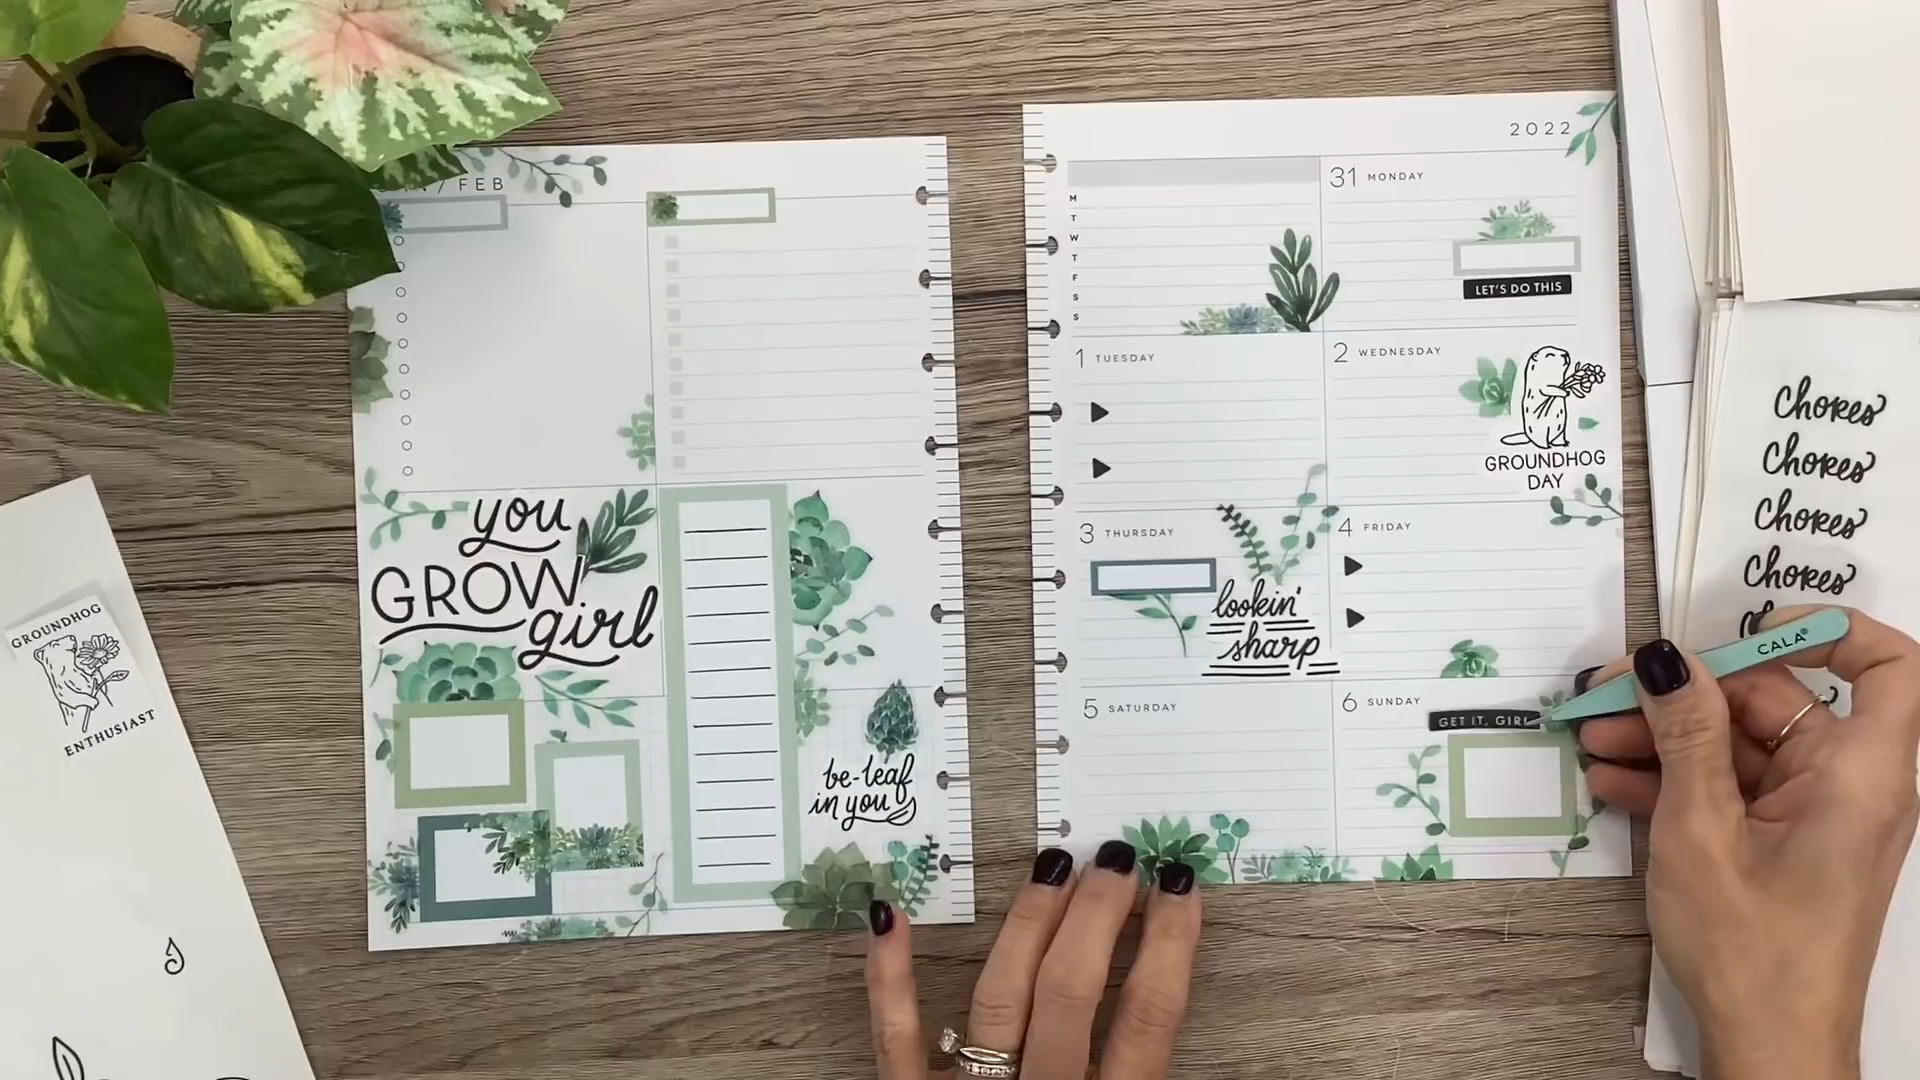 / FEB
you
GROW
girl
be-leaf
in you
GROUNDHOG
ENTHUSIAST
2022
M
T
W
T
F
S
S
31 MONDAY
LET'S DO THIS
1 TUESDAY
2 WEDNESDAY
GROUNDHOG
DAY
3 THURSDAY
lookin'
sharp
4 FRIDAY
5 SATURDAY
6 SUNDAY
GET IT, GIRL
Chores
Chores
Chores
Chores
CALA®